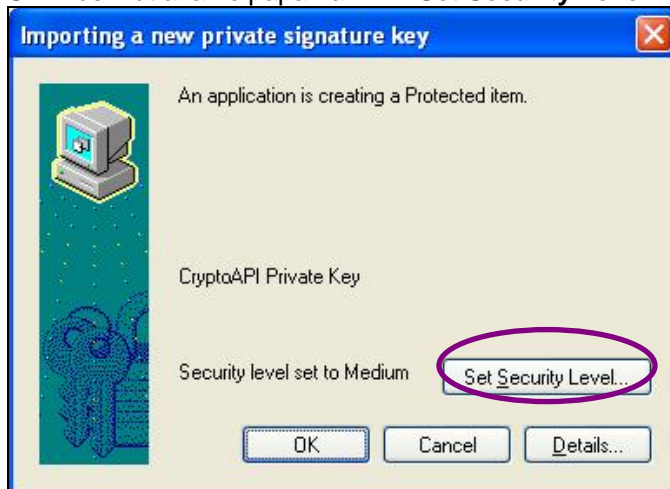 Importing a new private signature key
An application is creating a Protected item.
CryptoAPI Private Key
Security level set to Medium
Set Security Level...
OK Cancel Details...